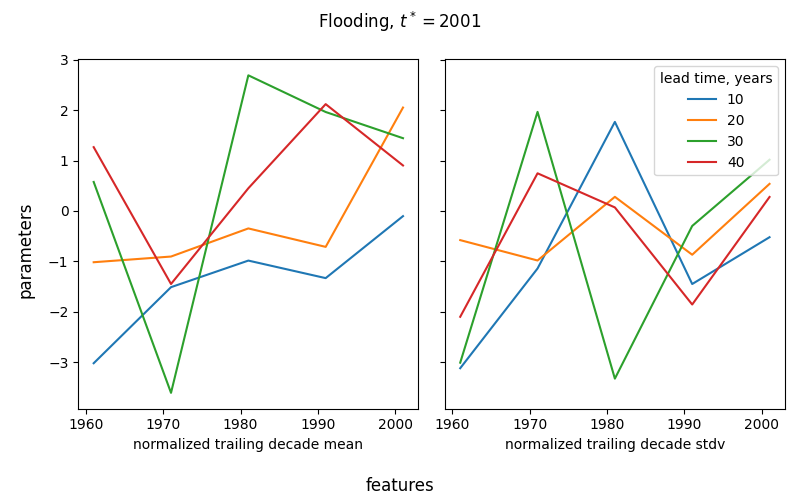 Flooding, t* = 2001
parameters
3
2
1
0
−1
−2
−3
1960 1970 1980 1990 2000
normalized trailing decade mean
lead time, years
10
20
30
40
1960 1970 1980 1990 2000
normalized trailing decade stdv
features